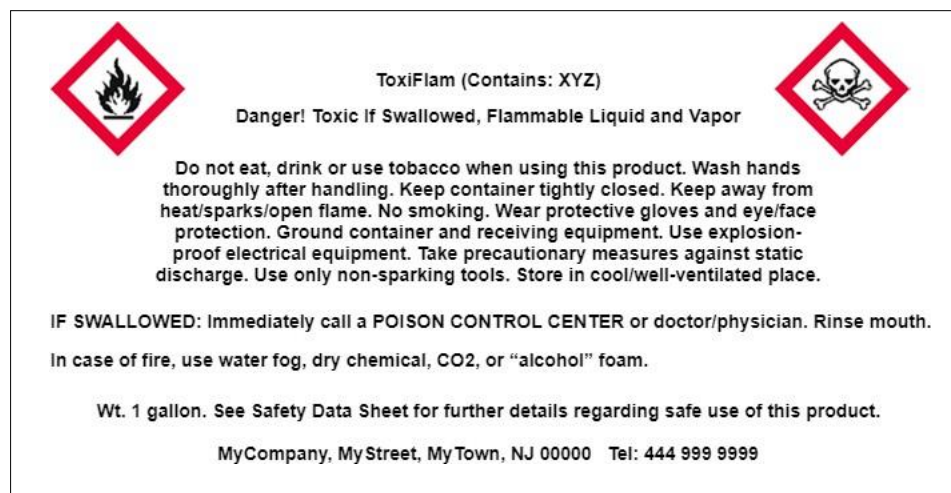 ToxiFlam (Contains: XYZ)
Danger! Toxic If Swallowed, Flammable Liquid and Vapor
Do not eat, drink or use tobacco when using this product. Wash hands
thoroughly after handling. Keep container tightly closed. Keep away from
heat/sparks/open flame. No smoking. Wear protective gloves and eye/face
protection. Ground container and receiving equipment. Use explosion-
proof electrical equipment. Take precautionary measures against static
discharge. Use only non-sparking tools. Store in cool/well-ventilated place.
IF SWALLOWED: Immediately call a POISON CONTROL CENTER or doctor/physician. Rinse mouth.
In case of fire, use water fog, dry chemical, CO2, or “alcohol” foam.
Wt. 1 gallon. See Safety Data Sheet for further details regarding safe use of this product.
MyCompany, MyStreet, MyTown, NJ 00000 Tel: 444 999 9999